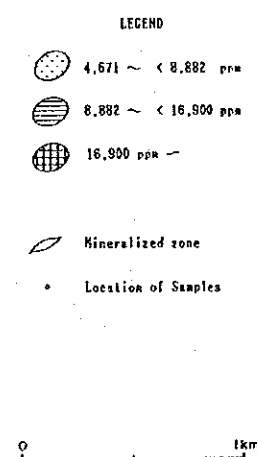 LEGEND
4,671 ~ < 8,882 ppm
8,882 ~ < 16,900 ppm
16,900 ppm ~
Mineralized zone
Location of Samples
0 1km